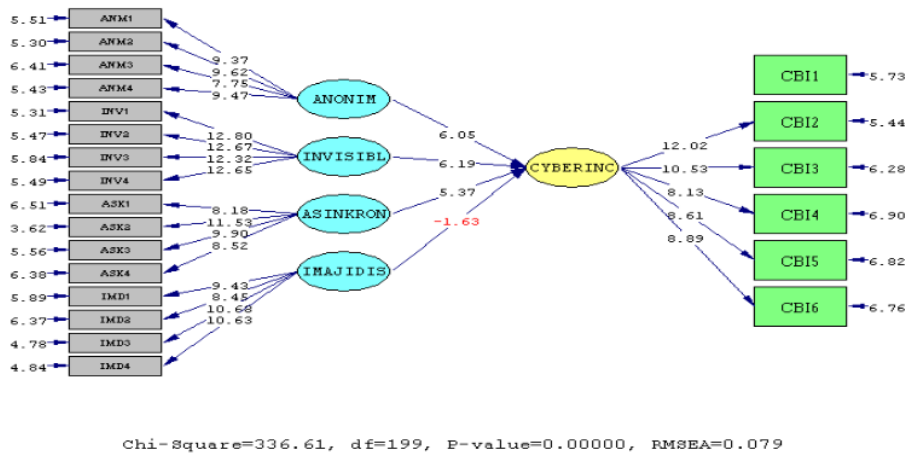 5.51 ANM1
5.30 ANM2
6.41 ANM3
5.43 ANM4
5.31 INV1
5.47 INV2
5.84 INV3
5.49 INV4
6.51 ASK1
3.62 ASK2
5.56 ASK3
6.38 ASK4
5.89 IMD1
6.37 IMD2
4.78 IMD3
4.84 IMD4
9.37
9.62
7.75
9.47
12.80
12.67
12.32
12.65
8.18
11.53
9.90
8.52
9.43
8.45
10.68
10.63
ANONIM
INVISIBL
ASINKRON
IMAJIDIS
6.05
6.19
5.37
-1.63
CYBERINC
12.02
10.53
8.13
8.61
8.89
CBI1 5.73
CBI2 5.44
CBI3 6.28
CBI4 6.90
CBI5 6.82
CBI6 6.76
Chi-Square=336.61, df=199, P-value=0.00000, RMSEA=0.079